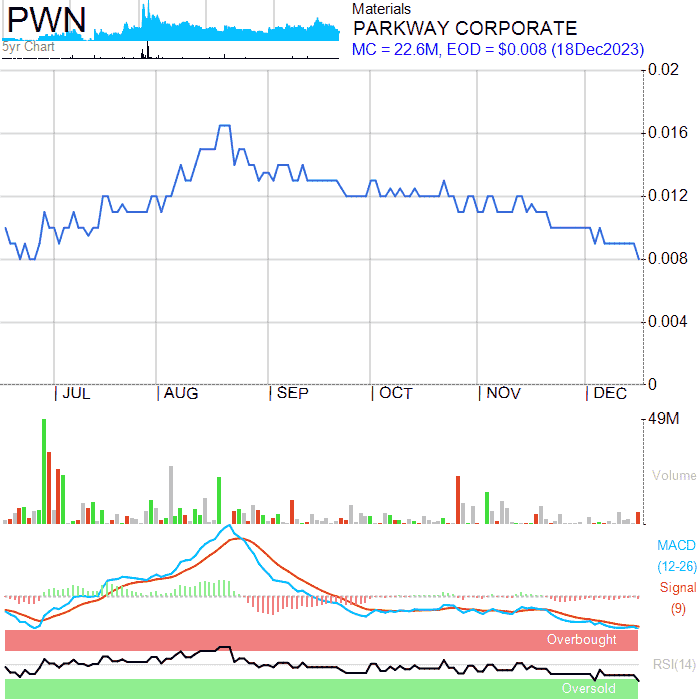 PWN
5yr Chart
Materials
PARKWAY CORPORATE
MC = 22.6M, EOD = $0.008 (18Dec2023)
0.02
0.016
0.012
0.008
0.004
0
JUL AUG SEP OCT NOV DEC
49M
Volume
MACD
(12-26)
Signal
(9)
Overbought
RSI(14)
Oversold